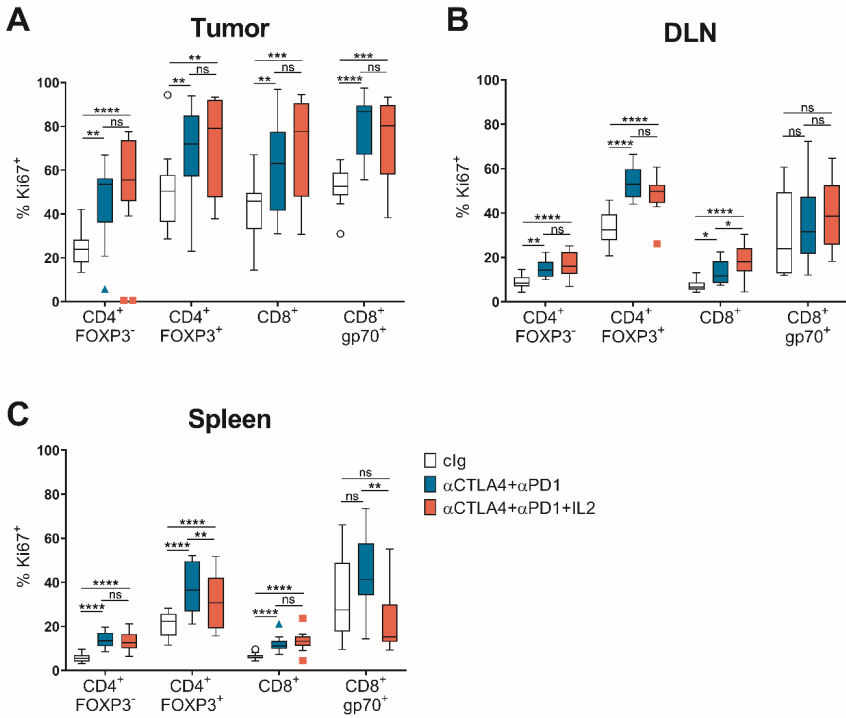 A
Tumor
% Ki67+
100
80
60
40
20
0
****
** ns
**
** ns
***
** ns
***
**** ns
CD4+ FOXP3-
CD4+ FOXP3+
CD8+
CD8+ gp70+
B
DLN
% Ki67+
100
80
60
40
20
0
****
** ns
****
**** ns
****
* *
ns
ns ns
CD4+ FOXP3-
CD4+ FOXP3+
CD8+
CD8+ gp70+
C
Spleen
% Ki67+
100
80
60
40
20
0
****
**** ns
****
**** **
****
**** ns
ns
ns **
CD4+ FOXP3-
CD4+ FOXP3+
CD8+
CD8+ gp70+
cIg
αCTLA4+αPD1
αCTLA4+αPD1+IL2